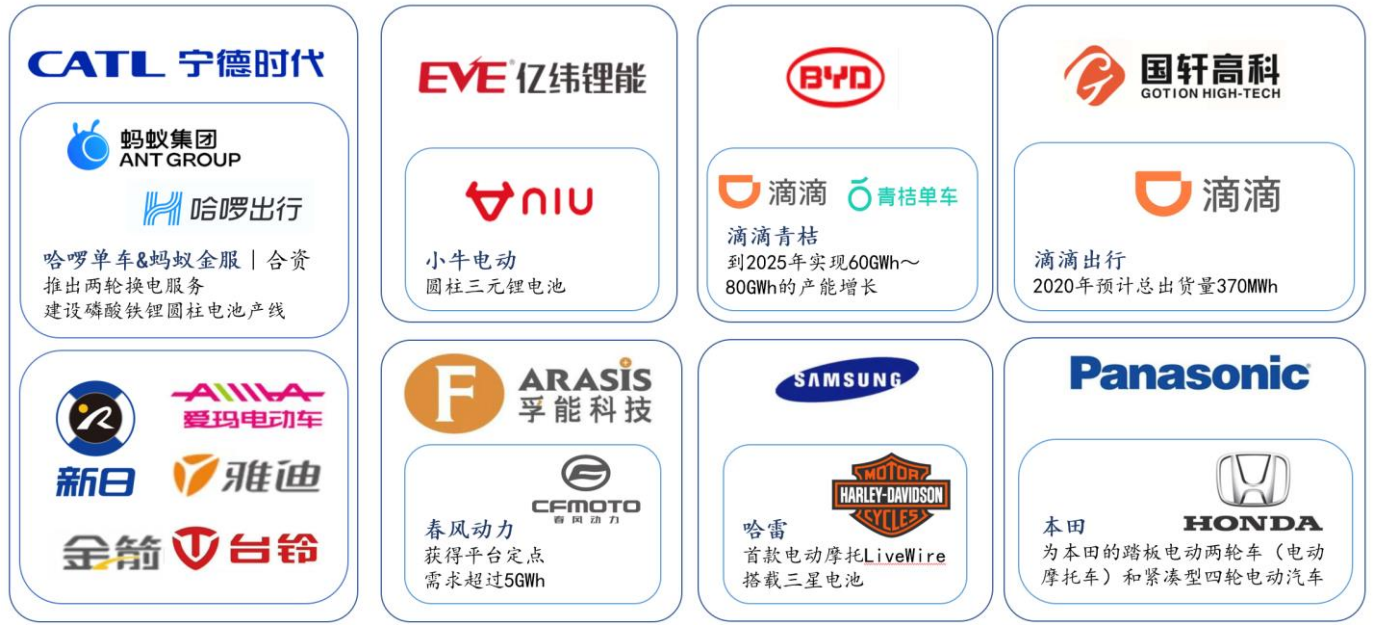 CATL 宁德时代
蚂蚁集团
ANT GROUP
哈啰出行
哈啰单车&蚂蚁金服 | 合资
推出两轮换电服务
建设磷酸铁锂圆柱电池产线
新日
AIMA
爱玛电动车
雅迪
金箭
台铃
EVE®亿纬锂能
NIU
小牛电动
圆柱三元锂电池
BYD
滴滴
青桔单车
滴滴青桔
到2025年实现60GWh～
80GWh的产能增长
国轩高科
GOTION HIGH-TECH
滴滴
滴滴出行
2020年预计总出货量370MWh
F
ARASIS
孚能科技
CFMOTO
春风动力
春风动力
获得平台定点
需求超过5GWh
SAMSUNG
MOTOR
HARLEY-DAVIDSON
CYCLES
哈雷
首款电动摩托LiveWire
搭载三星电池
Panasonic
HONDA
本田
为本田的踏板电动两轮车（电动
摩托车）和紧凑型四轮电动汽车